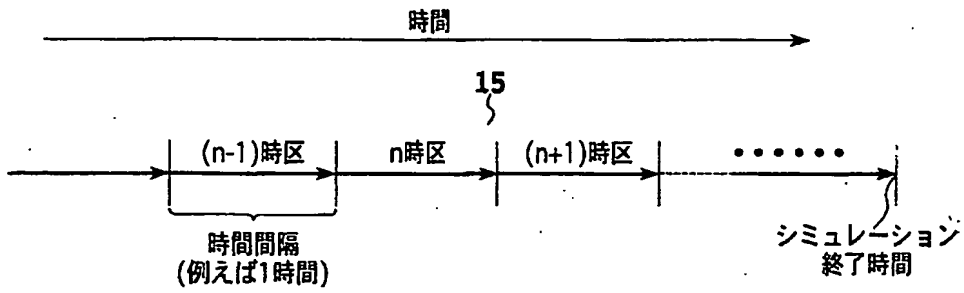 時間
15
(n-1)時区
n時区
(n+1)時区
••••••
時間間隔
(例えば1時間)
シミュレーション
終了時間